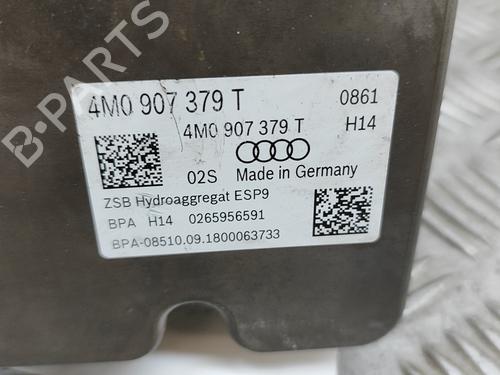 4M0 907 379 T 0861
4M0 907 379 T H14
02S Made in Germany
ZSB Hydroaggregat ESP9
BPA H14 0265956591
BPA-08510.09.1800063733
B-PARTS